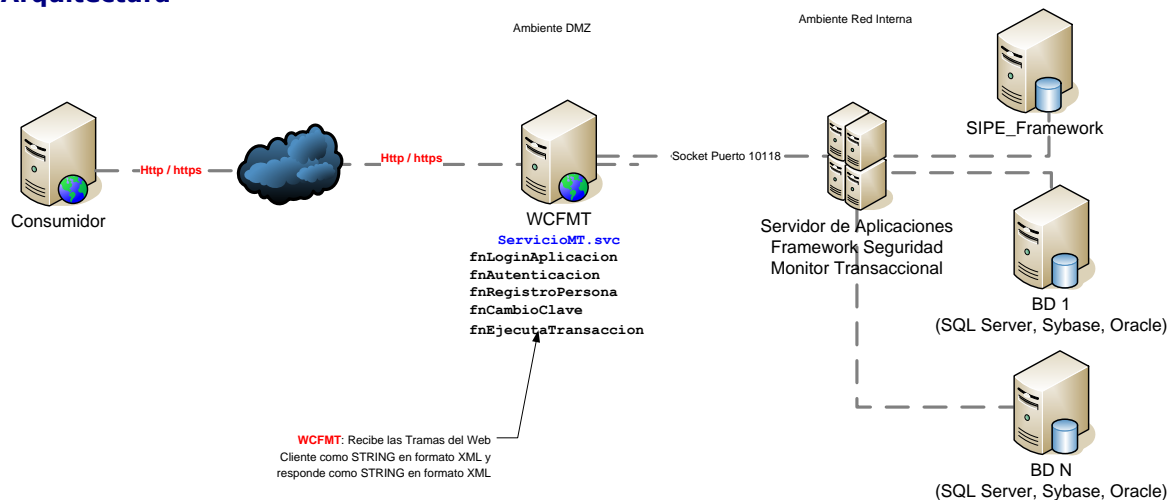 Arquitectura
Ambiente DMZ
Ambiente Red Interna
SIPE_Framework
Http / https
Http / https
Socket Puerto 10118
Consumidor
WCFMT
ServicioMT.svc
fnLoginAplicacion
fnAutenticacion
fnRegistroPersona
fnCambioClave
fnEjecutaTransaccion
Servidor de Aplicaciones
Framework Seguridad
Monitor Transaccional
BD 1
(SQL Server, Sybase, Oracle)
WCFMT: Recibe las Tramas del Web
Cliente como STRING en formato XML y
responde como STRING en formato XML
BD N
(SQL Server, Sybase, Oracle)